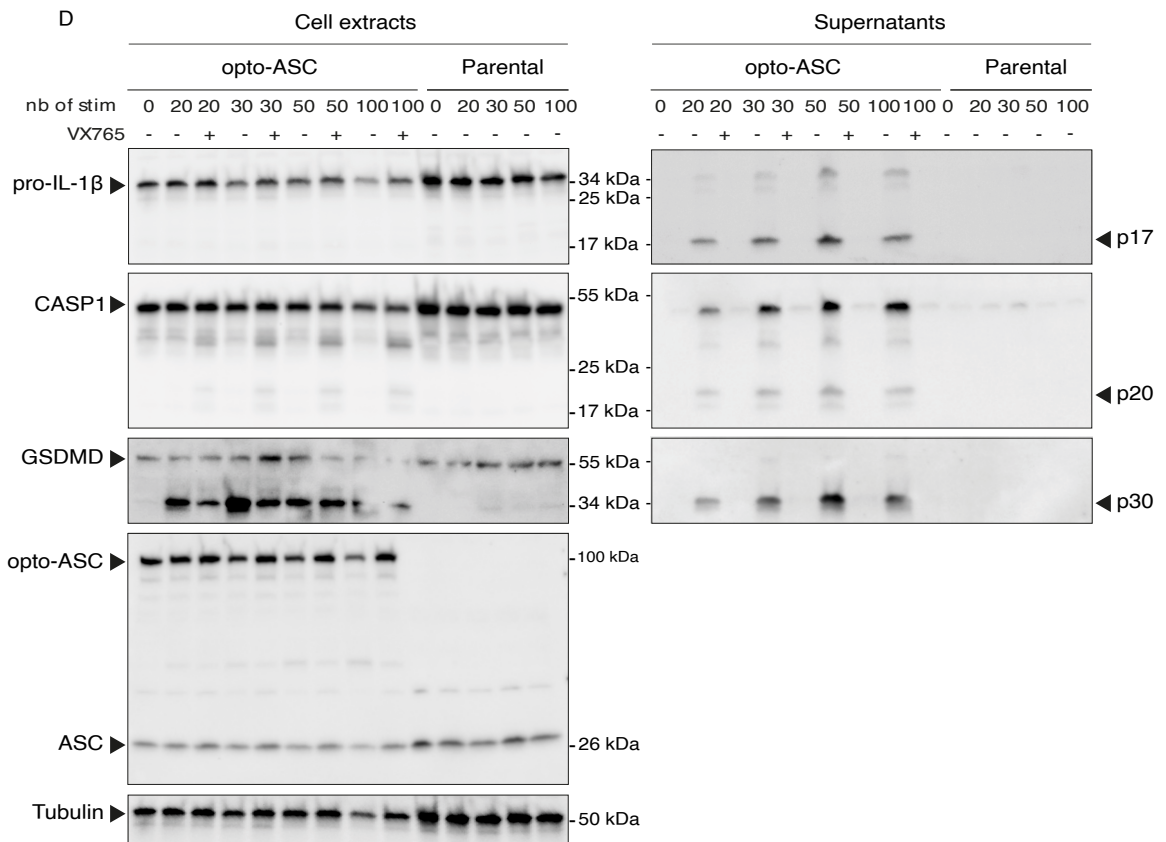 D
Cell extracts Supernatants
opto-ASC Parental opto-ASC Parental
nb of stim 0 20 20 30 30 50 50 100 100 0 20 30 50 100 0 20 20 30 30 50 50 100 100 0 20 30 50 100
VX765 - - + - + - + - + - - - - - - - + - + - + - + - - - - -
pro-IL-1β ▶ - 34 kDa -
- 25 kDa -
- 17 kDa - ◀ p17
CASP1 ▶ - 55 kDa -
- 25 kDa -
- 17 kDa - ◀ p20
GSDMD ▶ - 55 kDa -
- 34 kDa - ◀ p30
opto-ASC ▶ - 100 kDa
ASC ▶ - 26 kDa
Tubulin ▶ - 50 kDa